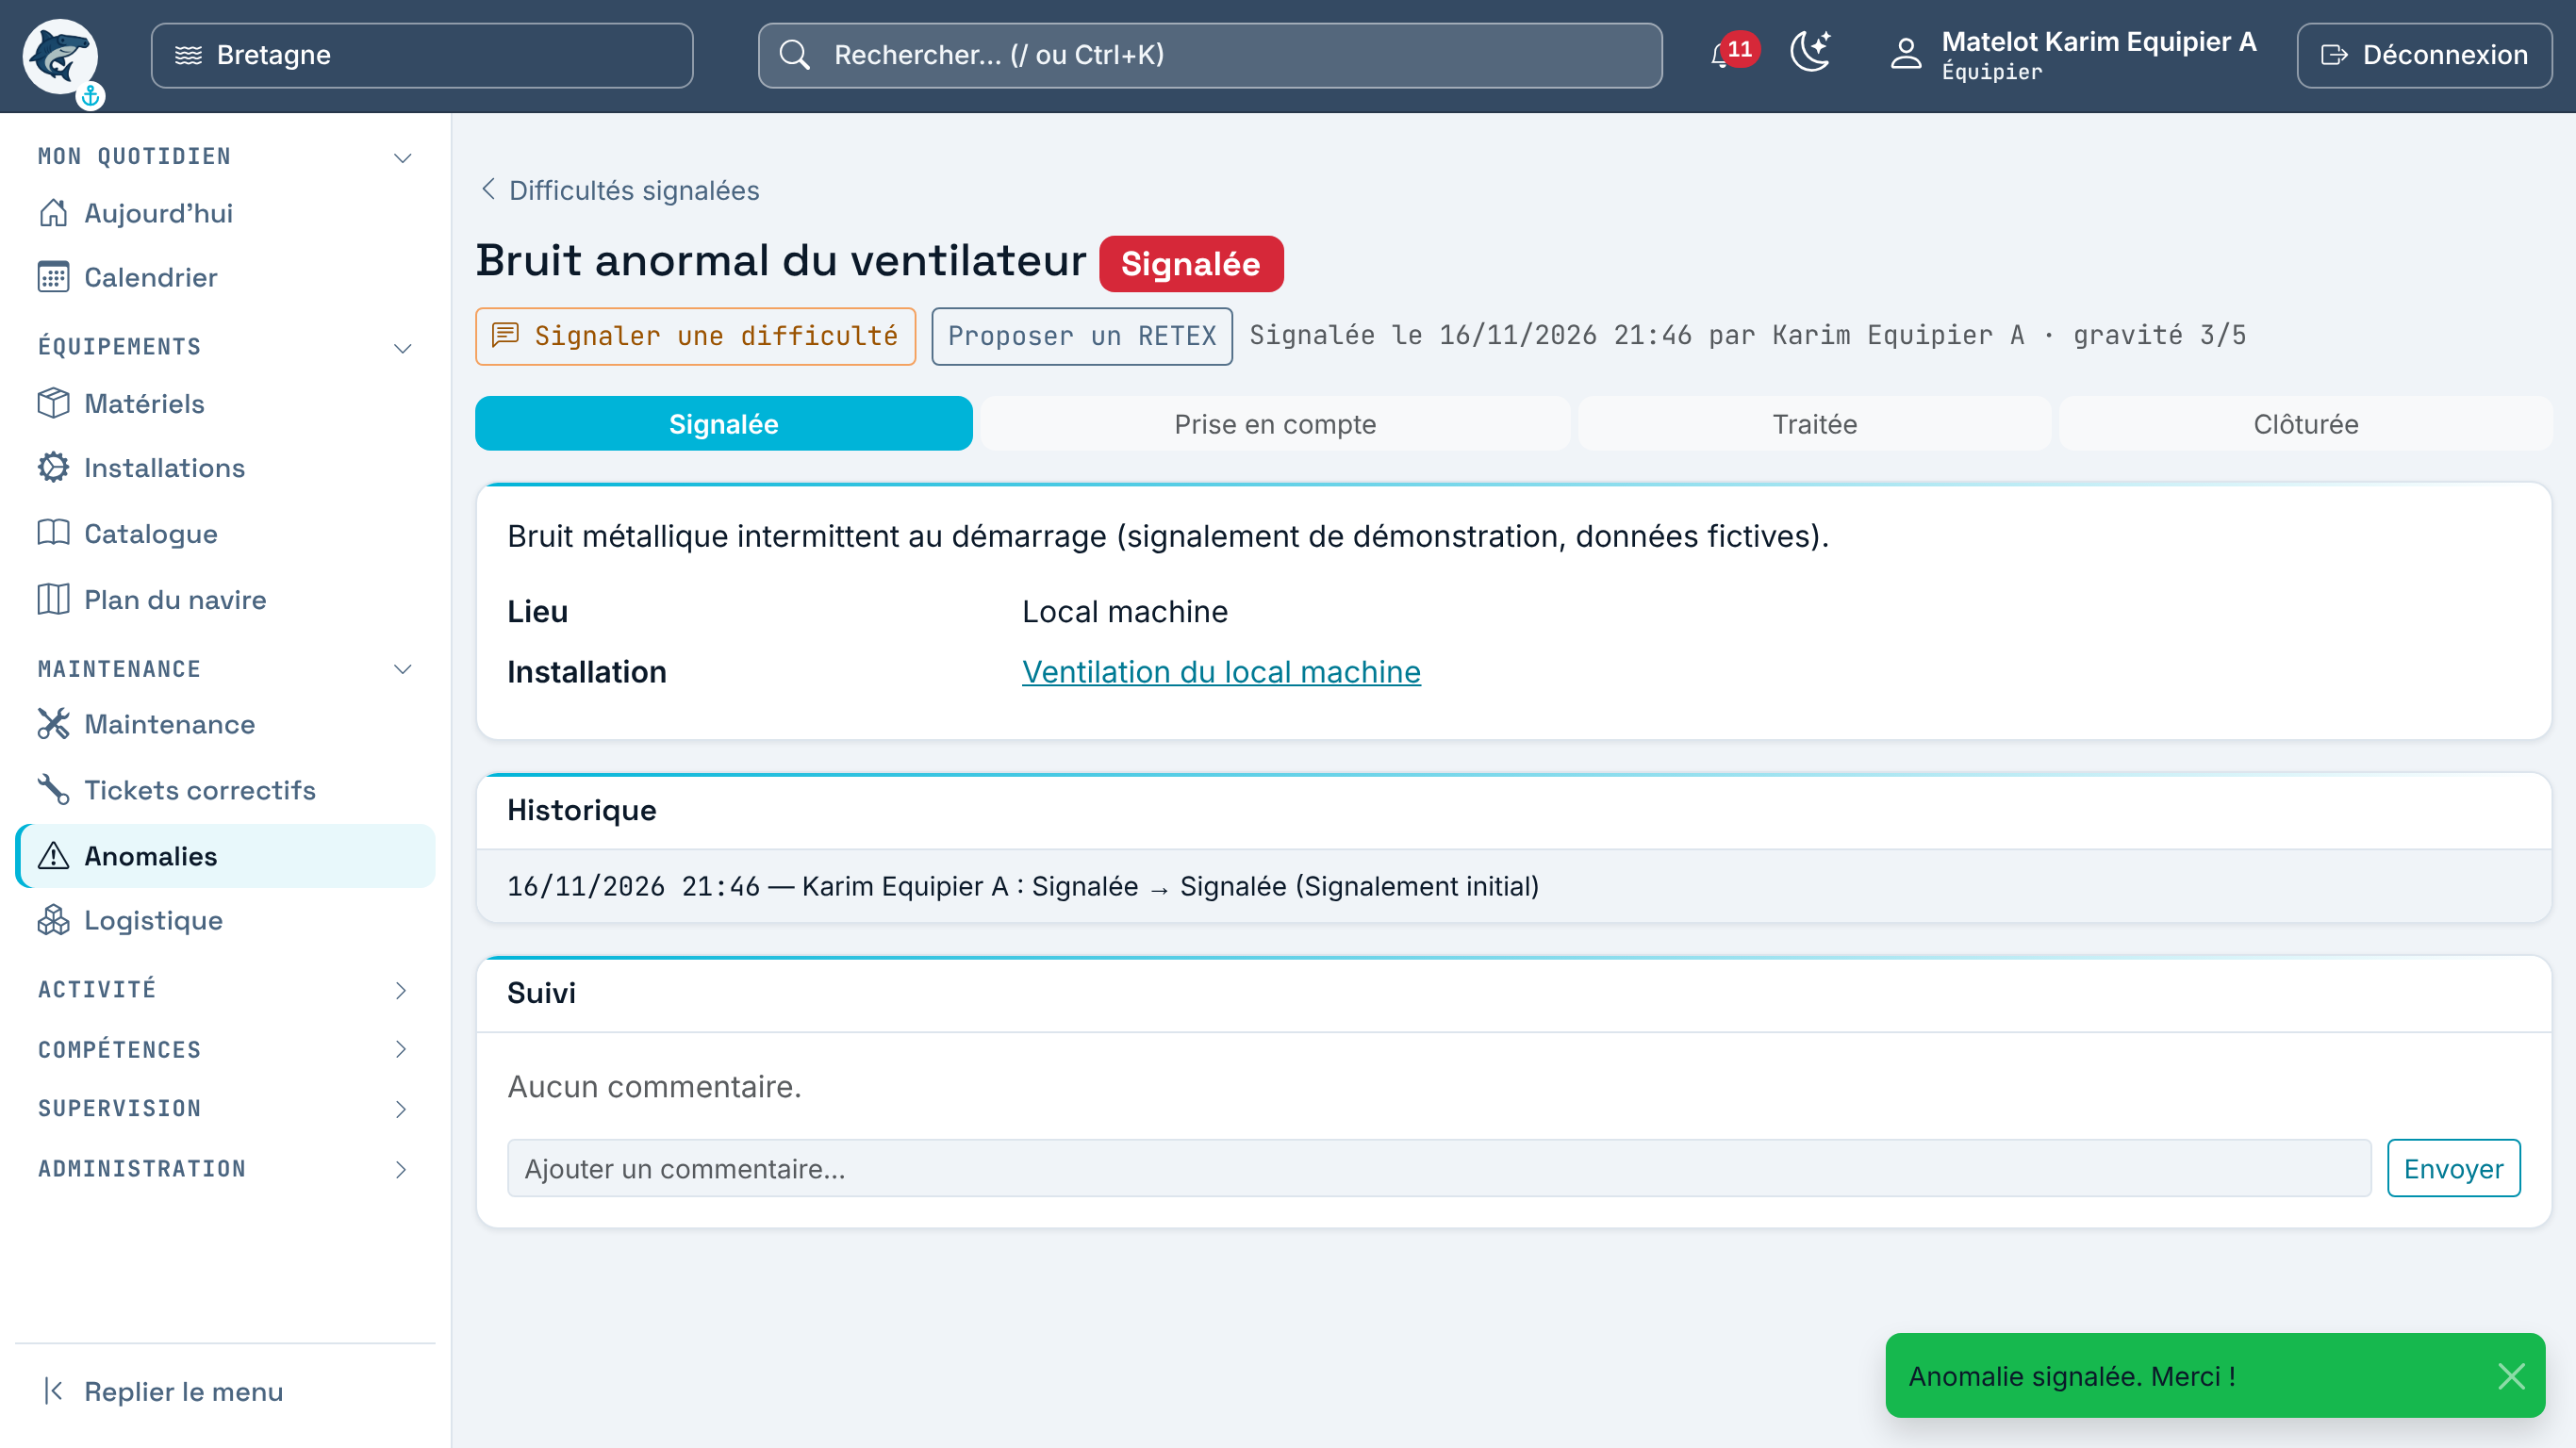 Bretagne
Rechercher... (/ ou Ctrl+K)
11
Matelot Karim Equipier A
Équipier
Déconnexion
MON QUOTIDIEN
Aujourd'hui
Calendrier
ÉQUIPEMENTS
Matériels
Installations
Catalogue
Plan du navire
MAINTENANCE
Maintenance
Tickets correctifs
Anomalies
Logistique
ACTIVITÉ
COMPÉTENCES
SUPERVISION
ADMINISTRATION
Replier le menu
Difficultés signalées
Bruit anormal du ventilateur Signalée
Signaler une difficulté Proposer un RETEX Signalée le 16/11/2026 21:46 par Karim Equipier A · gravité 3/5
Signalée Prise en compte Traitée Clôturée
Bruit métallique intermittent au démarrage (signalement de démonstration, données fictives).
Lieu Local machine
Installation Ventilation du local machine
Historique
16/11/2026 21:46 — Karim Equipier A : Signalée → Signalée (Signalement initial)
Suivi
Aucun commentaire.
Ajouter un commentaire...
Envoyer
Anomalie signalée. Merci !